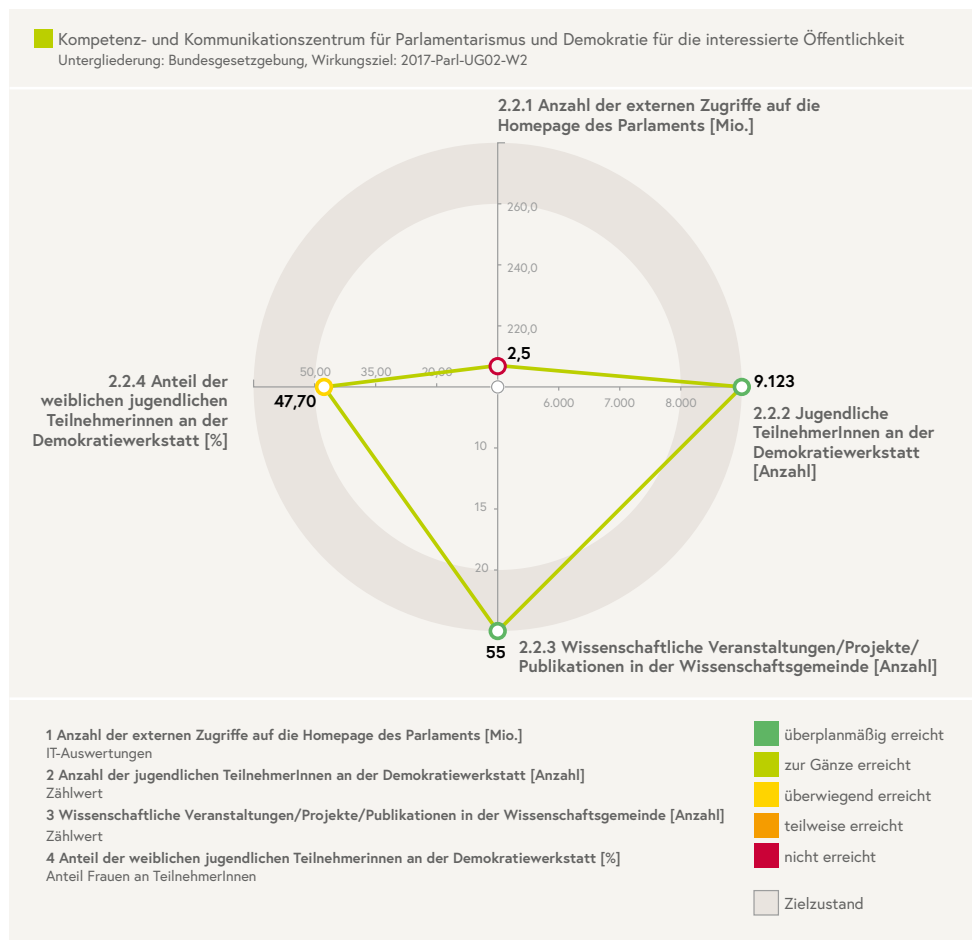 Kompetenz- und Kommunikationszentrum für Parlamentarismus und Demokratie für die interessierte Öffentlichkeit
Untergliederung: Bundesgesetzgebung, Wirkungsziel: 2017-Parl-UG02-W2
2.2.1 Anzahl der externen Zugriffe auf die
Homepage des Parlaments [Mio.]
260,0
240,0
220,0
2,5
50,00 35,00 20,00
47,70
2.2.4 Anteil der
weiblichen jugendlichen
Teilnehmerinnen an der
Demokratiewerkstatt [%]
9.123
6.000 7.000 8.000
2.2.2 Jugendliche
TeilnehmerInnen an der
Demokratiewerkstatt
[Anzahl]
10
15
20
55
2.2.3 Wissenschaftliche Veranstaltungen/Projekte/
Publikationen in der Wissenschaftsgemeinde [Anzahl]
1 Anzahl der externen Zugriffe auf die Homepage des Parlaments [Mio.]
IT-Auswertungen
2 Anzahl der jugendlichen TeilnehmerInnen an der Demokratiewerkstatt [Anzahl]
Zählwert
3 Wissenschaftliche Veranstaltungen/Projekte/Publikationen in der Wissenschaftsgemeinde [Anzahl]
Zählwert
4 Anteil der weiblichen jugendlichen Teilnehmerinnen an der Demokratiewerkstatt [%]
Anteil Frauen an TeilnehmerInnen
überplanmäßig erreicht
zur Gänze erreicht
überwiegend erreicht
teilweise erreicht
nicht erreicht
Zielzustand